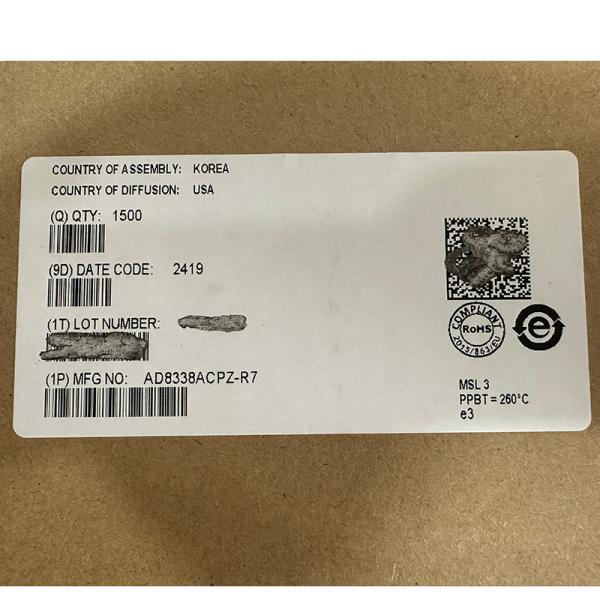 COUNTRY OF ASSEMBLY: KOREA
COUNTRY OF DIFFUSION: USA
(Q) QTY: 1500
(9D) DATE CODE: 2419
(1T) LOT NUMBER:
(1P) MFG NO: AD8338ACPZ-R7
COMPLIANT
RoHS
2015/863/EU
e
MSL 3
PPBT = 260°C
e3